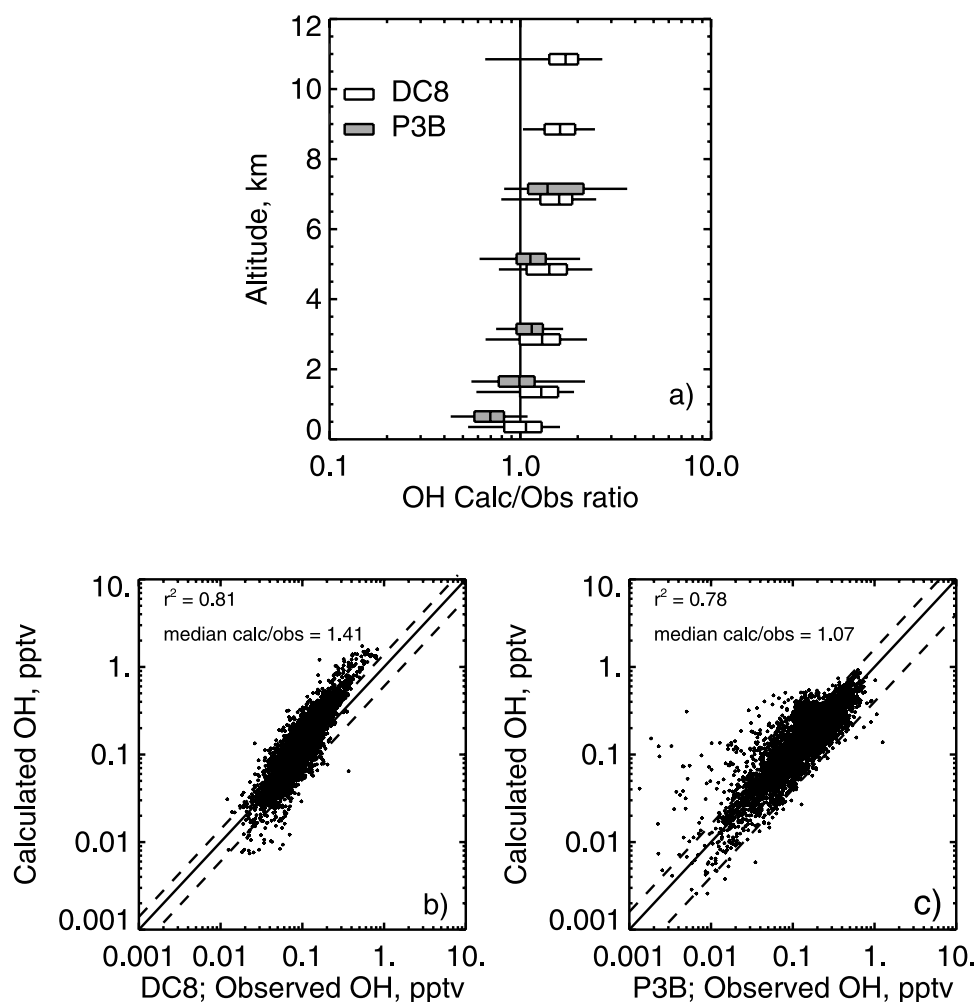 12
10
8
6
4
2
0
Altitude, km
DC8
P3B
a)
0.1 1.0 10.0
OH Calc/Obs ratio
10.
1.
0.1
0.01
0.001
Calculated OH, pptv
r² = 0.81
median calc/obs = 1.41
b)
0.001 0.01 0.1 1. 10.
DC8; Observed OH, pptv
10.
1.
0.1
0.01
0.001
Calculated OH, pptv
r² = 0.78
median calc/obs = 1.07
c)
0.001 0.01 0.1 1. 10.
P3B; Observed OH, pptv